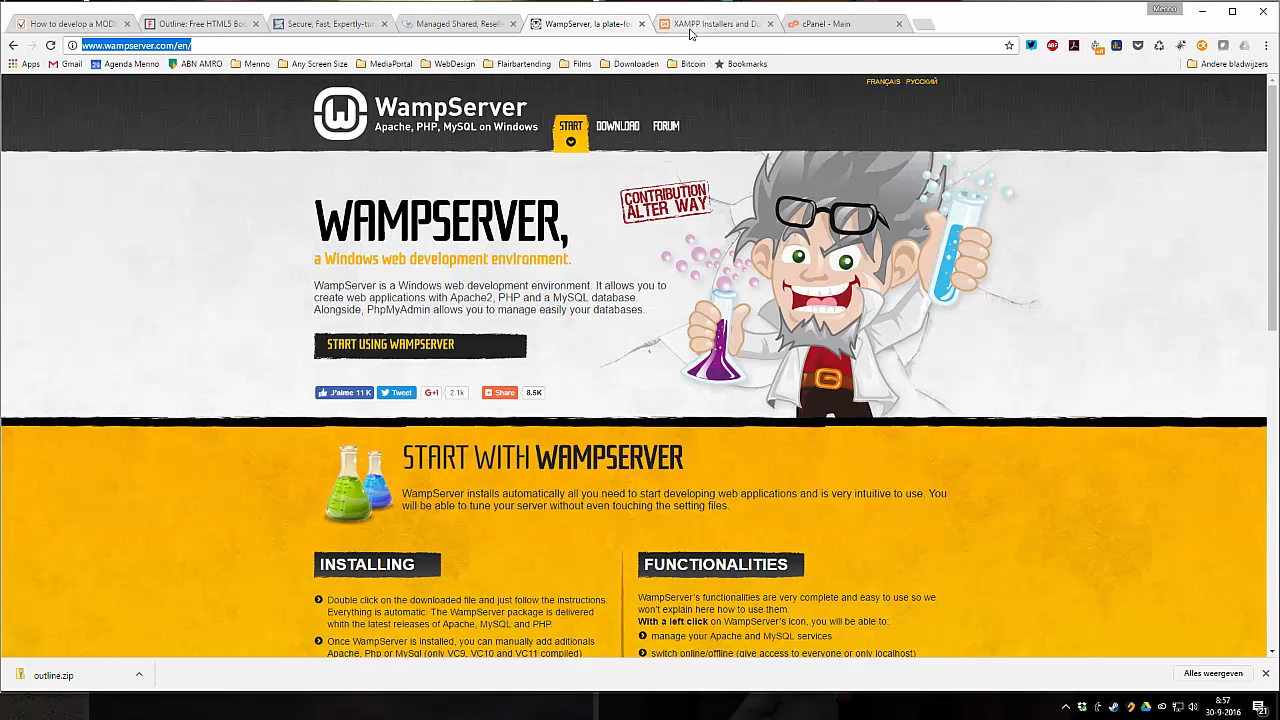 Menno
How to develop a MODX
Outline: Free HTML5 Boo
Secure, Fast, Expertly-tun
Managed Shared, Resell
WampServer, la plate-for
XAMPP Installers and Do
cPanel - Main
www.wampserver.com/en/
Apps
Gmail
Agenda Menno
ABN AMRO
Menno
Any Screen Size
MediaPortal
WebDesign
Flairbartending
Films
Downloaden
Bitcoin
Bookmarks
Andere bladwijzers
FRANÇAIS РУССКИЙ
WampServer
Apache, PHP, MySQL on Windows
START
DOWNLOAD
FORUM
CONTRIBUTION
ALTER WAY
WAMPSERVER,
a Windows web development environment.
WampServer is a Windows web development environment. It allows you to
create web applications with Apache2, PHP and a MySQL database.
Alongside, PhpMyAdmin allows you to manage easily your databases.
START USING WAMPSERVER
J'aime 11 K
Tweet
G+1
2.1k
Share
8.5K
START WITH WAMPSERVER
WampServer installs automatically all you need to start developing web applications and is very intuitive to use. You
will be able to tune your server without even touching the setting files.
INSTALLING
Double click on the downloaded file and just follow the instructions.
Everything is automatic. The WampServer package is delivered
whith the latest releases of Apache, MySQL and PHP.
Once WampServer is installed, you can manually add aditionals
Apache, Php or MySql (only VC9, VC10 and VC11 compiled)
FUNCTIONALITIES
WampServer's functionalities are very complete and easy to use so we
won't explain here how to use them.
With a left click on WampServer's icon, you will be able to:
manage your Apache and MySQL services
switch online/offline (give access to everyone or only localhost)
outline.zip
Alles weergeven
8:57
30-9-2016